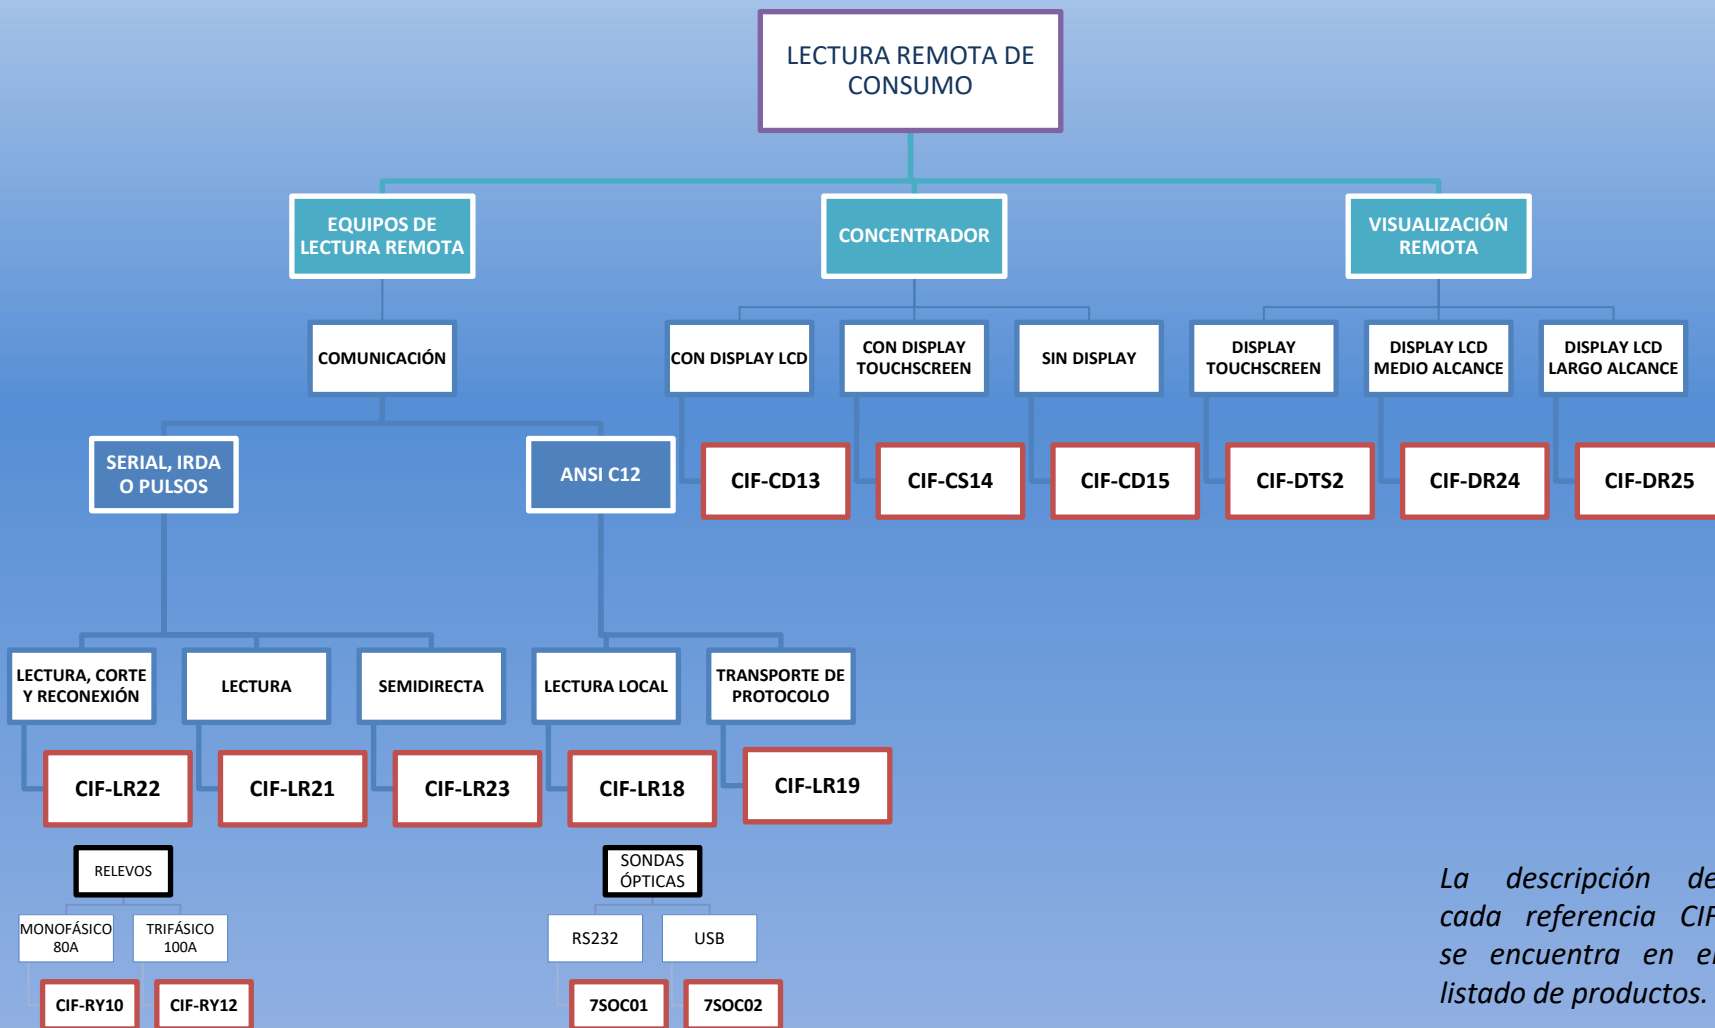 LECTURA REMOTA DE
CONSUMO
EQUIPOS DE
LECTURA REMOTA
CONCENTRADOR
VISUALIZACIÓN
REMOTA
COMUNICACIÓN
CON DISPLAY LCD
CON DISPLAY
TOUCHSCREEN
SIN DISPLAY
DISPLAY
TOUCHSCREEN
DISPLAY LCD
MEDIO ALCANCE
DISPLAY LCD
LARGO ALCANCE
SERIAL, IRDA
O PULSOS
ANSI C12
CIF-CD13
CIF-CS14
CIF-CD15
CIF-DTS2
CIF-DR24
CIF-DR25
LECTURA, CORTE
Y RECONEXIÓN
LECTURA
SEMIDIRECTA
LECTURA LOCAL
TRANSPORTE DE
PROTOCOLO
CIF-LR22
CIF-LR21
CIF-LR23
CIF-LR18
CIF-LR19
RELEVOS
SONDAS
ÓPTICAS
MONOFÁSICO
80A
TRIFÁSICO
100A
RS232
USB
CIF-RY10
CIF-RY12
7SOC01
7SOC02
La descripción de
cada referencia CIF
se encuentra en el
listado de productos.